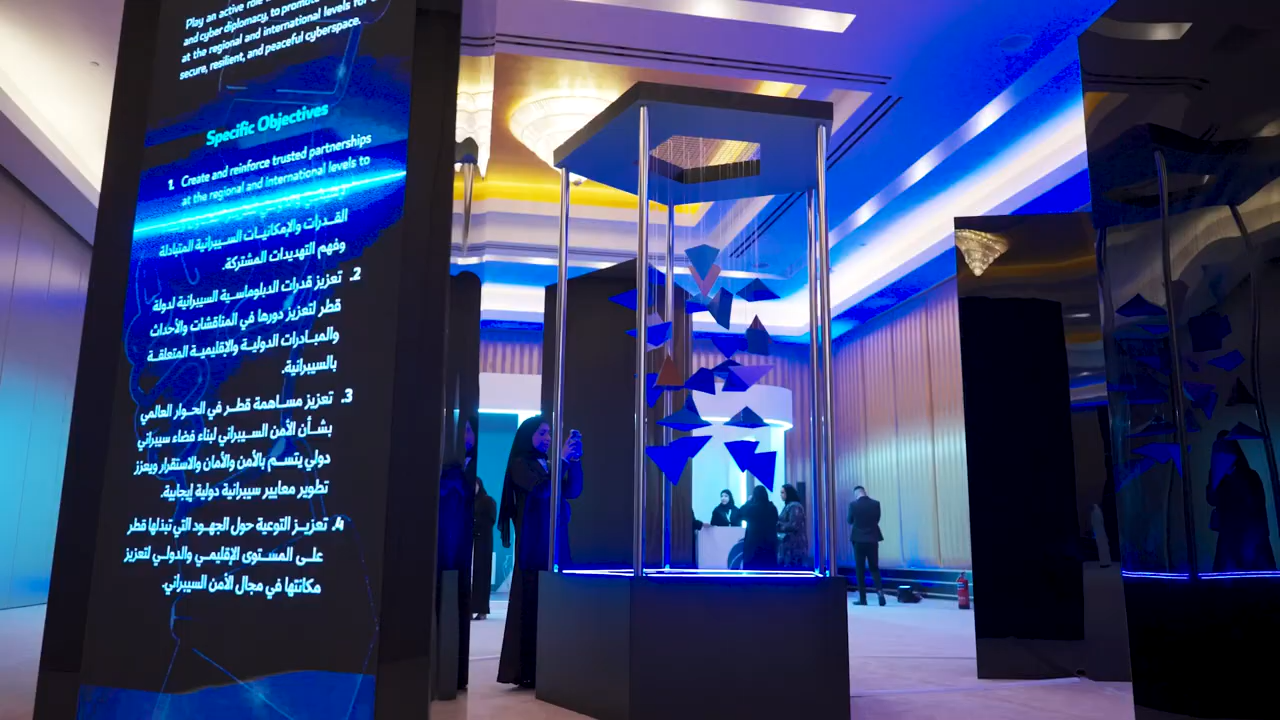 Play an active role
and cyber diplomacy, to promote
at the regional and international levels for a
secure, resilient, and peaceful cyberspace.
Specific Objectives
1. Create and reinforce trusted partnerships
at the regional and international levels to
القدرات والإمكانيات السيبرانية المتبادلة
وفهم التهديدات المشتركة.
2. تعزيز قدرات الدبلوماسية السيبرانية لدولة
قطر لتعزيز دورها في المناقشات والأحداث
والمبادرات الدولية والإقليمية المتعلقة
بالسيبرانية.
3. تعزيز مساهمة قطر في الحوار العالمي
بشأن الأمن السيبراني لبناء فضاء سيبراني
دولي يتسم بالأمن والأمان والاستقرار ويعزز
تطوير معايير سيبرانية دولية إيجابية.
4. تعزيز التوعية حول الجهود التي تبذلها قطر
على المستوى الإقليمي والدولي لتعزيز
مكانتها في مجال الأمن السيبراني.